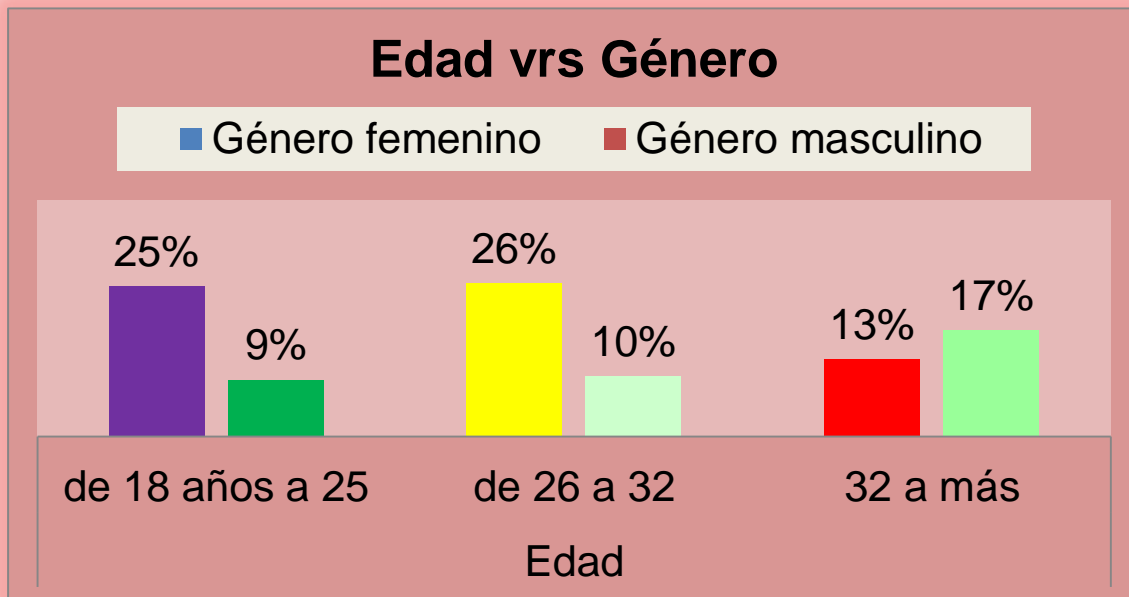 Edad vrs Género
Género femenino Género masculino
25% 9% 26% 10% 13% 17%
de 18 años a 25 de 26 a 32 32 a más
Edad